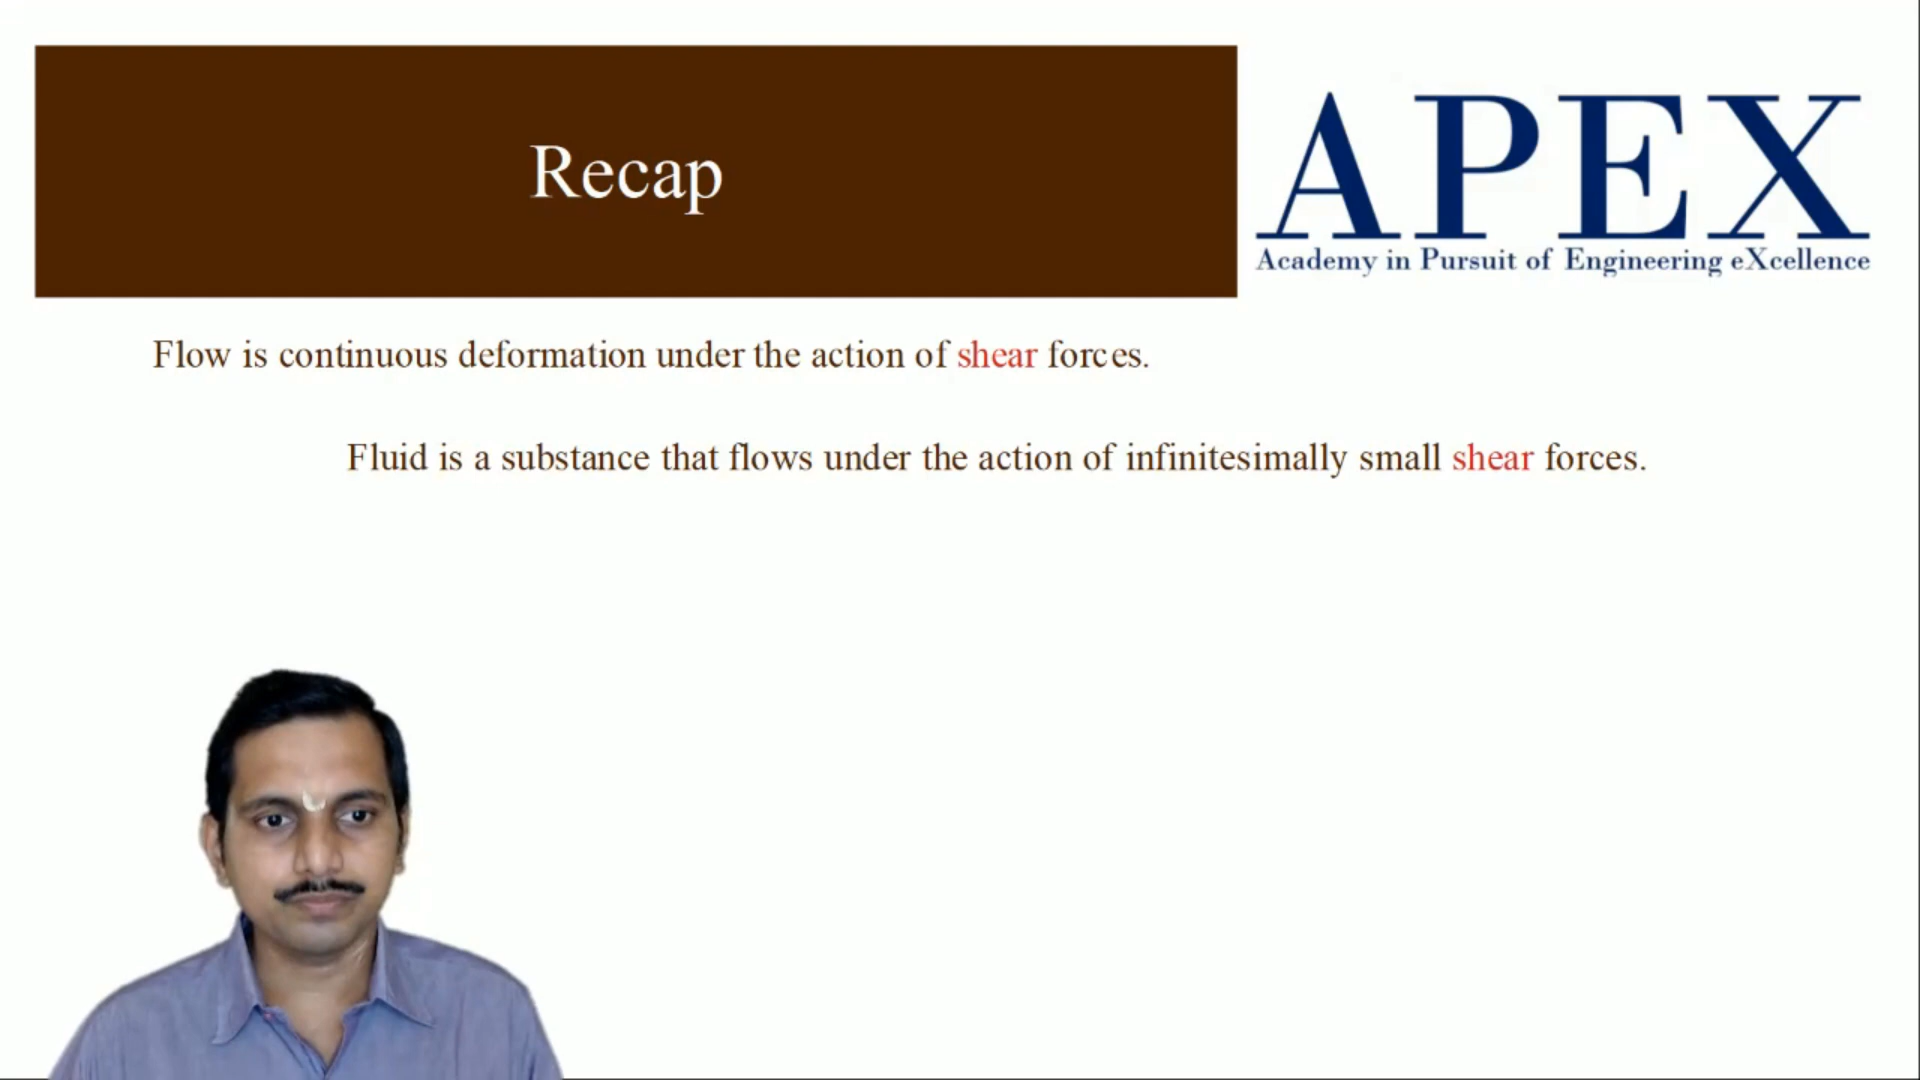 Recap
APEX
Academy in Pursuit of Engineering eXcellence
Flow is continuous deformation under the action of shear forces.
Fluid is a substance that flows under the action of infinitesimally small shear forces.